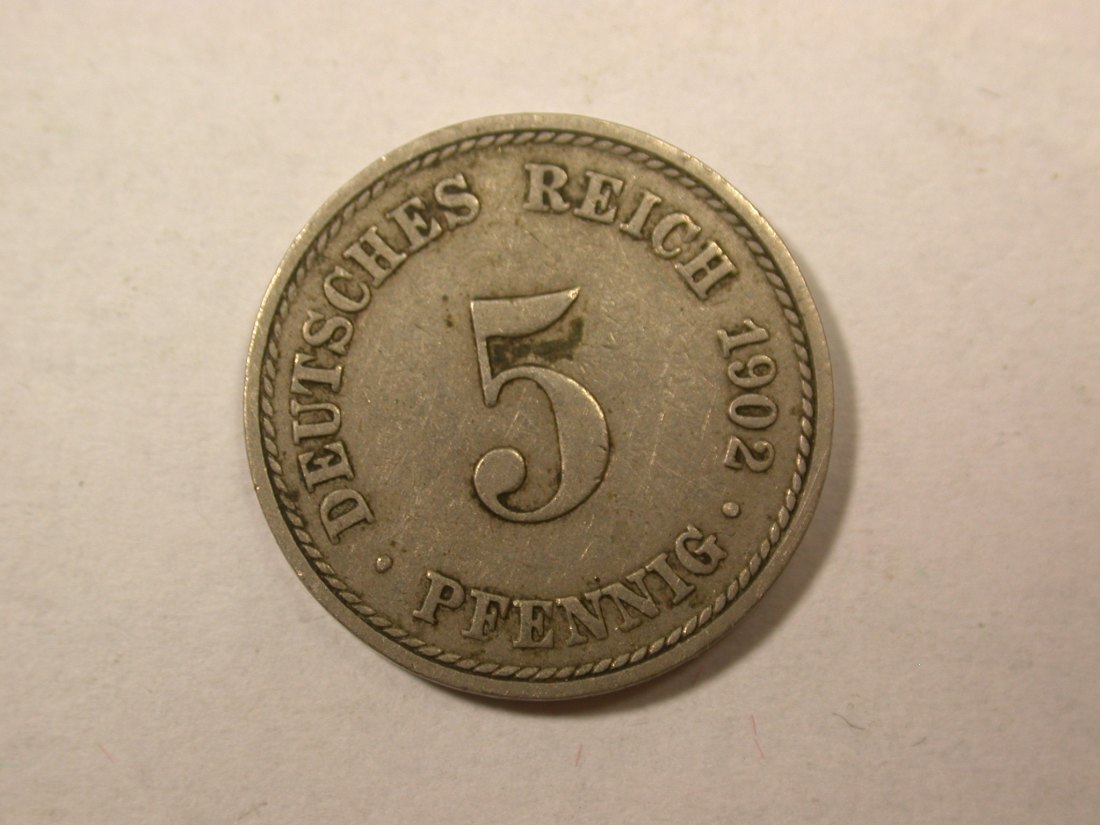 DEUTSCHES REICH 1902
5
· PFENNIG ·